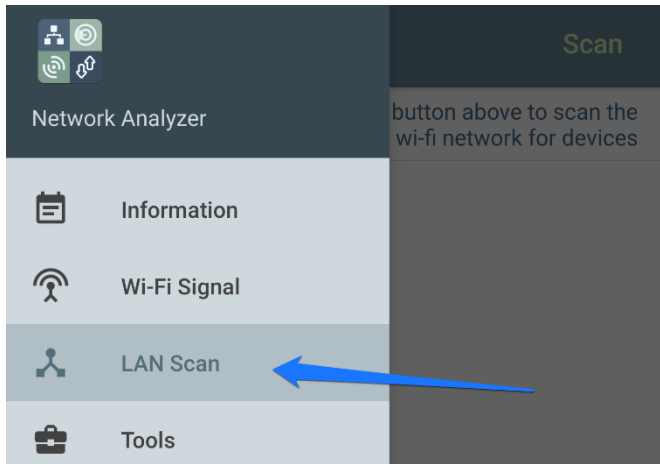 Scan
Network Analyzer
button above to scan the
wi-fi network for devices
Information
Wi-Fi Signal
LAN Scan
Tools